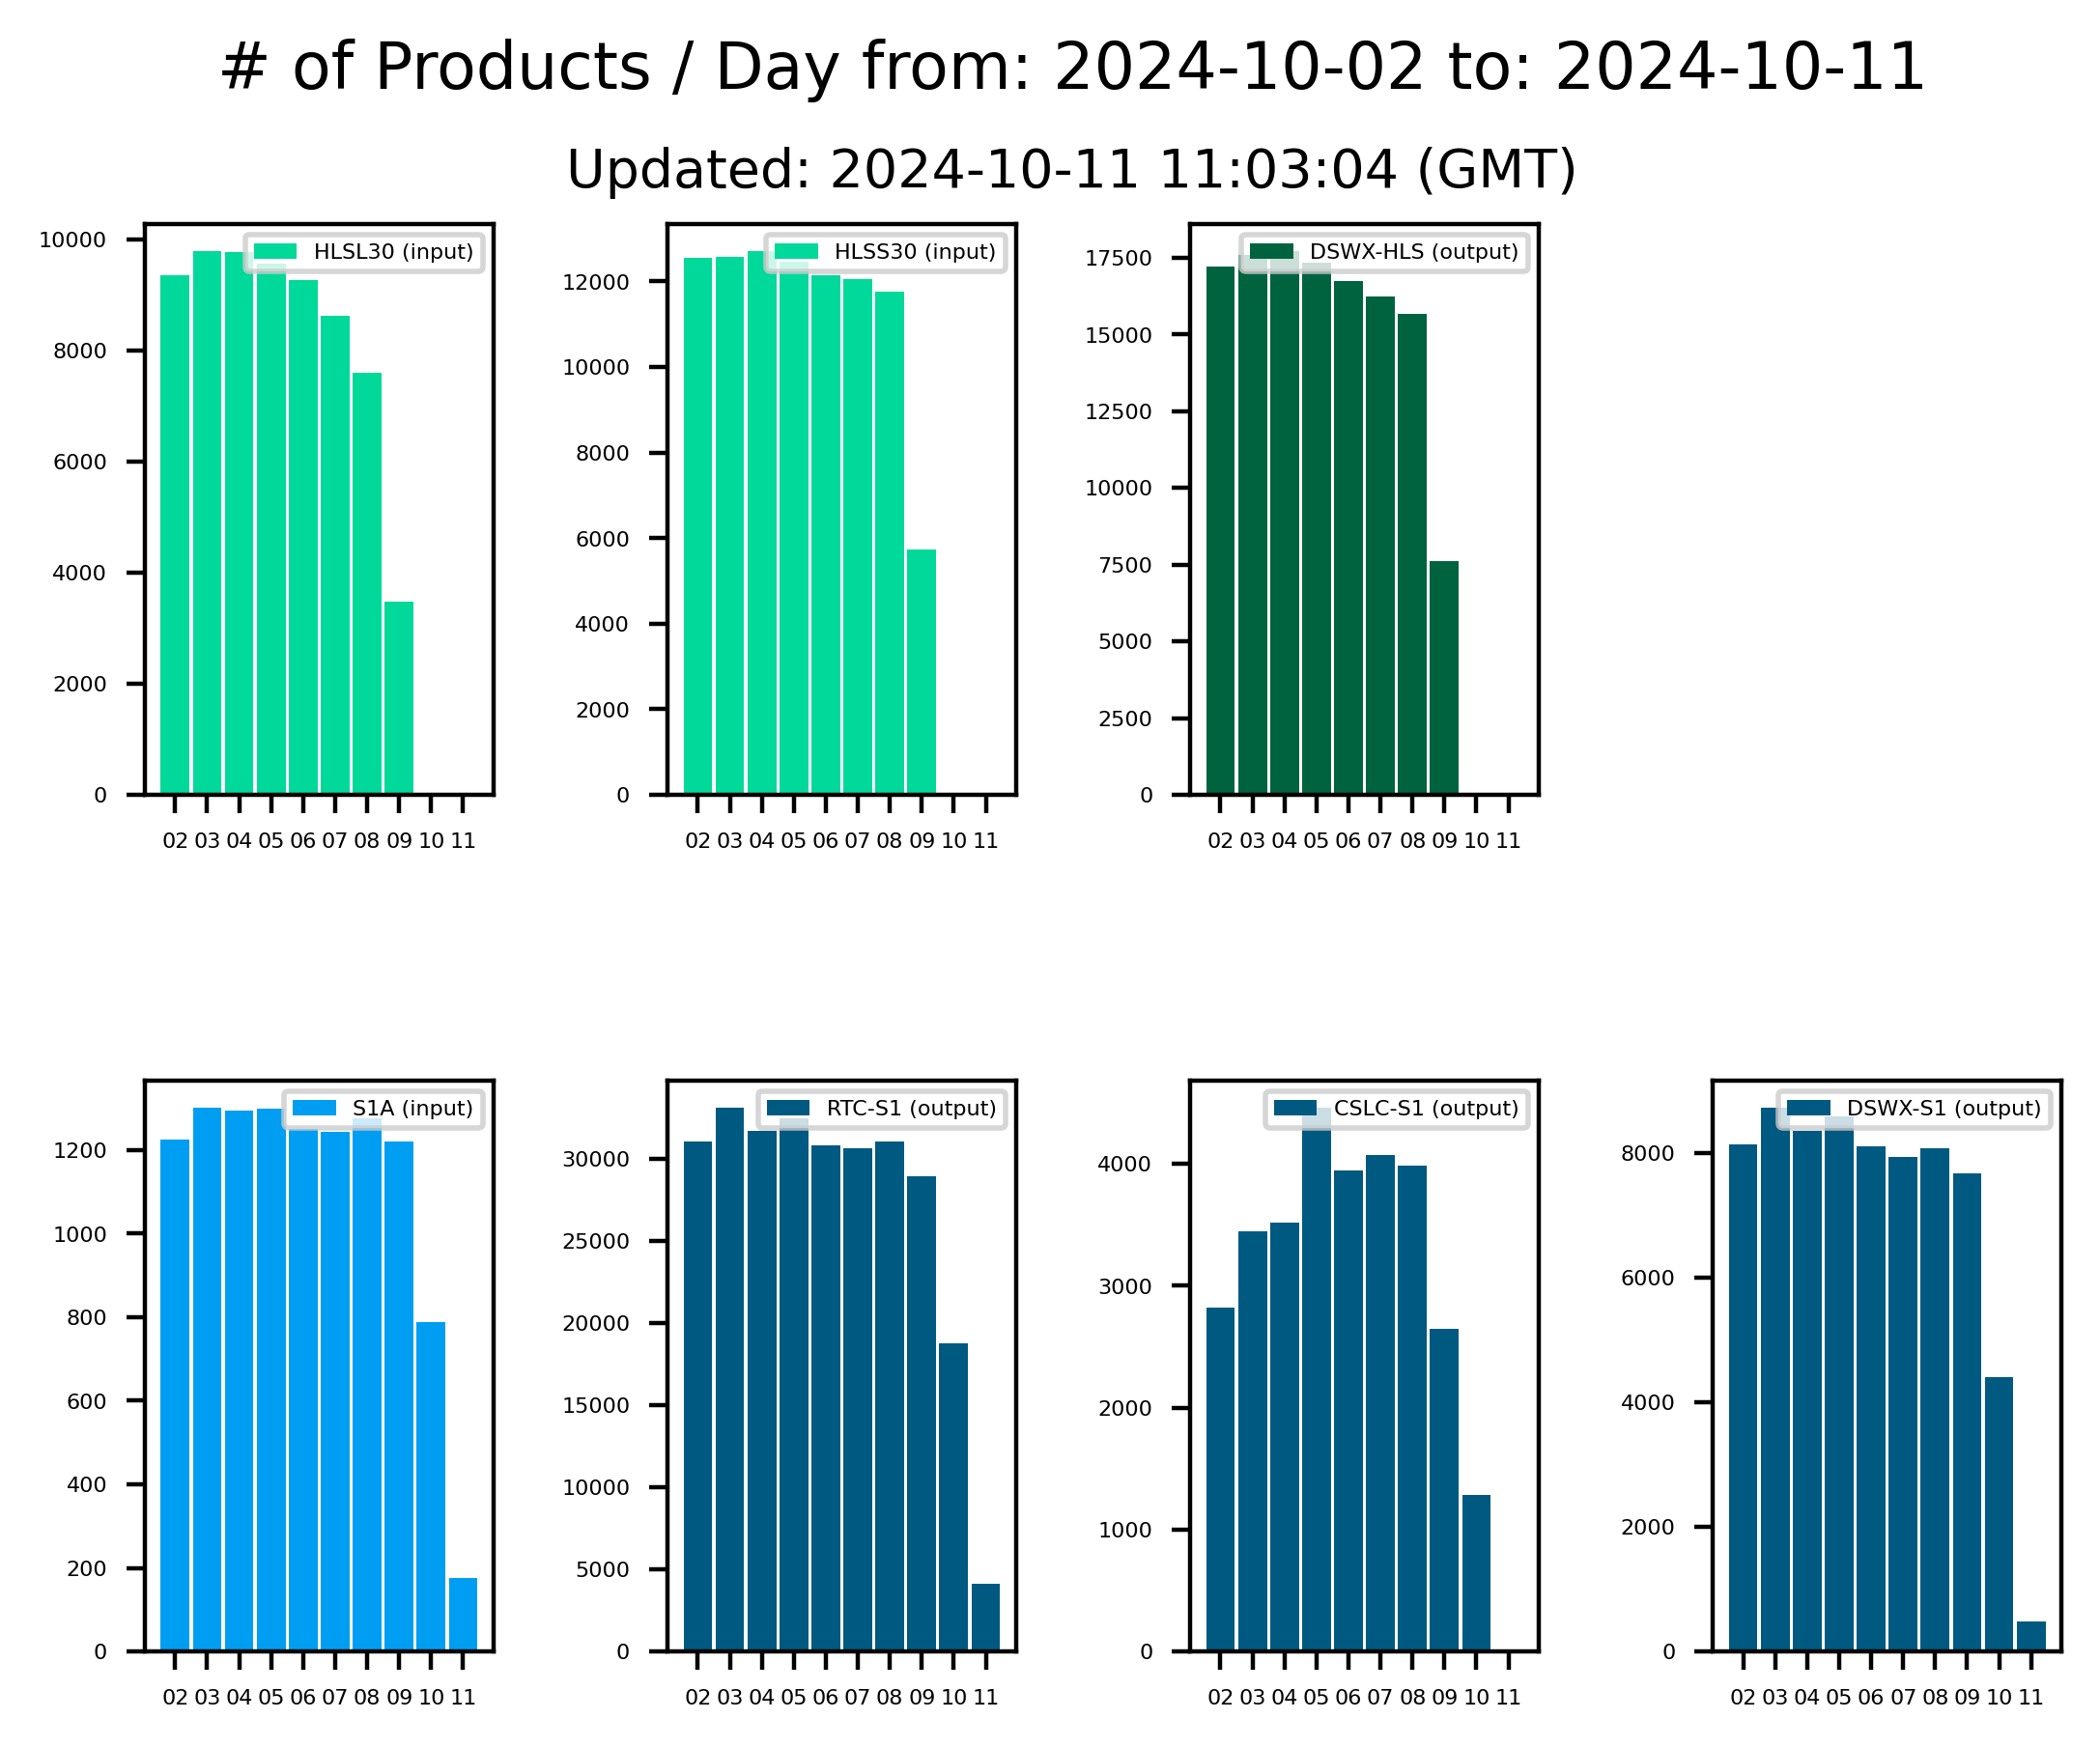 # of Products / Day from: 2024-10-02 to: 2024-10-11
Updated: 2024-10-11 11:03:04 (GMT)
HLSL30 (input)
10000
8000
6000
4000
2000
0
02 03 04 05 06 07 08 09 10 11
HLSS30 (input)
12000
10000
8000
6000
4000
2000
0
02 03 04 05 06 07 08 09 10 11
DSWX-HLS (output)
17500
15000
12500
10000
7500
5000
2500
0
02 03 04 05 06 07 08 09 10 11
S1A (input)
1200
1000
800
600
400
200
0
02 03 04 05 06 07 08 09 10 11
RTC-S1 (output)
30000
25000
20000
15000
10000
5000
0
02 03 04 05 06 07 08 09 10 11
CSLC-S1 (output)
4000
3000
2000
1000
0
02 03 04 05 06 07 08 09 10 11
DSWX-S1 (output)
8000
6000
4000
2000
0
02 03 04 05 06 07 08 09 10 11